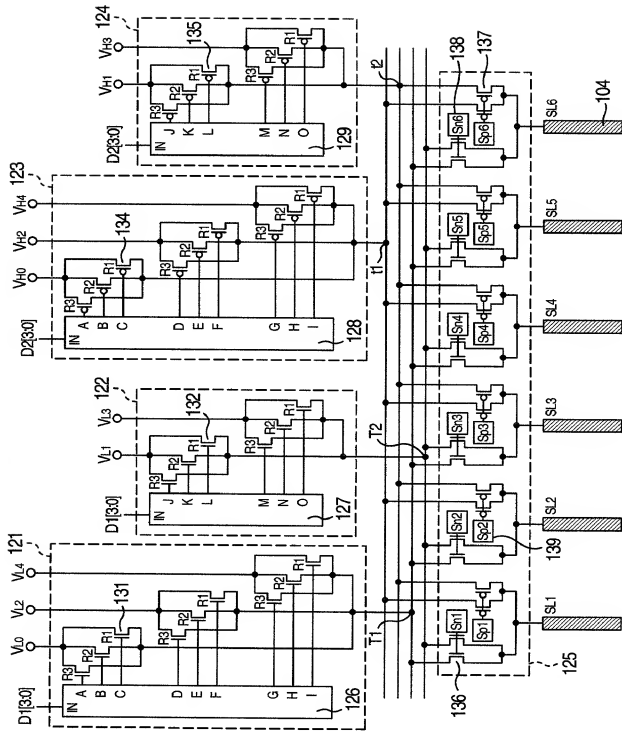 121
VL0
VL2
VL4
D1[3:0]
IN
131
R3
R2
R1
A
B
C
R3
R2
R1
D
E
F
R3
R2
R1
G
H
I
126
122
VL1
VL3
D1[3:0]
IN
132
R3
R2
R1
J
K
L
R3
R2
R1
M
N
O
127
123
VH0
VH2
VH4
D2[3:0]
IN
134
R3
R2
R1
A
B
C
R3
R2
R1
D
E
F
R3
R2
R1
G
H
I
128
124
VH1
VH3
D2[3:0]
IN
135
R3
R2
R1
J
K
L
R3
R2
R1
M
N
O
129
T1
T2
t1
t2
138
137
Sn1
Sp1
Sn2
Sp2
Sn3
Sp3
Sn4
Sp4
Sn5
Sp5
Sn6
Sp6
136
139
125
SL1
SL2
SL3
SL4
SL5
SL6
104